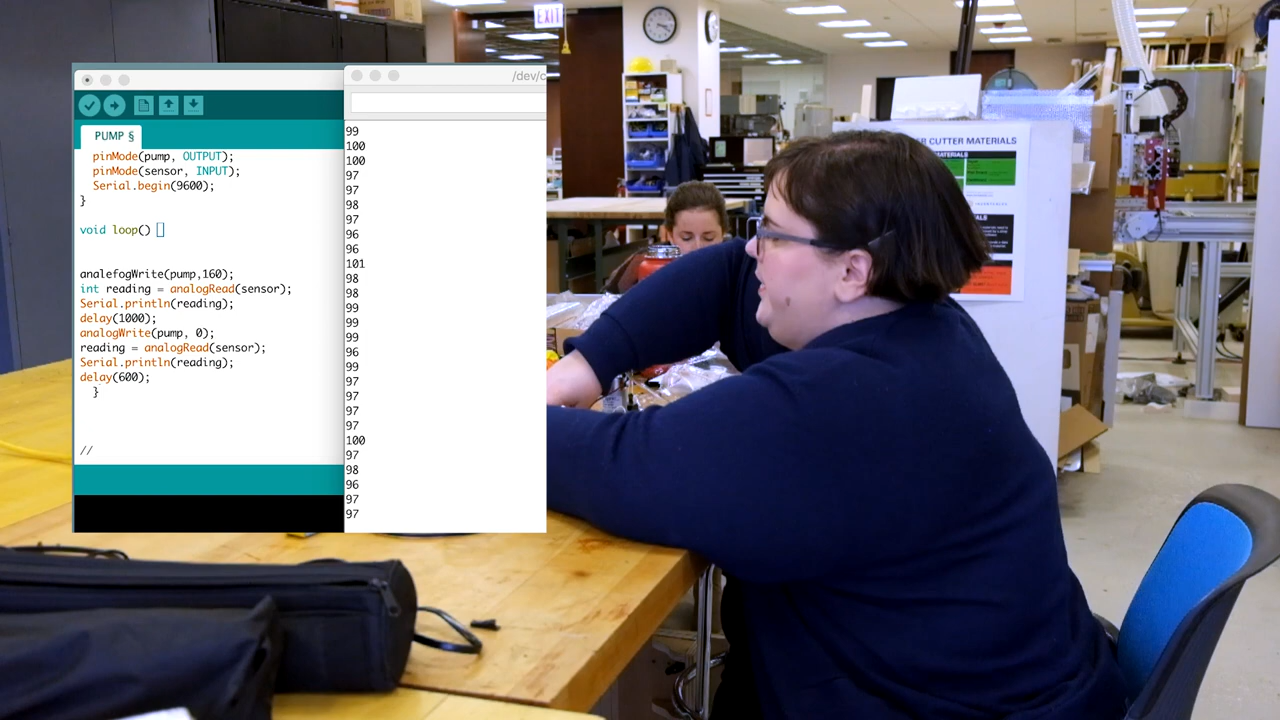 EXIT
/dev/c
PUMP §
pinMode(pump, OUTPUT);
pinMode(sensor, INPUT);
Serial.begin(9600);
}
void loop() []
analefogWrite(pump,160);
int reading = analogRead(sensor);
Serial.println(reading);
delay(1000);
analogWrite(pump, 0);
reading = analogRead(sensor);
Serial.println(reading);
delay(600);
}
//
99
100
100
97
97
98
97
96
96
101
98
98
99
99
99
96
99
97
97
97
97
100
97
98
96
97
97
CUTTER MATERIALS
MATERIALS